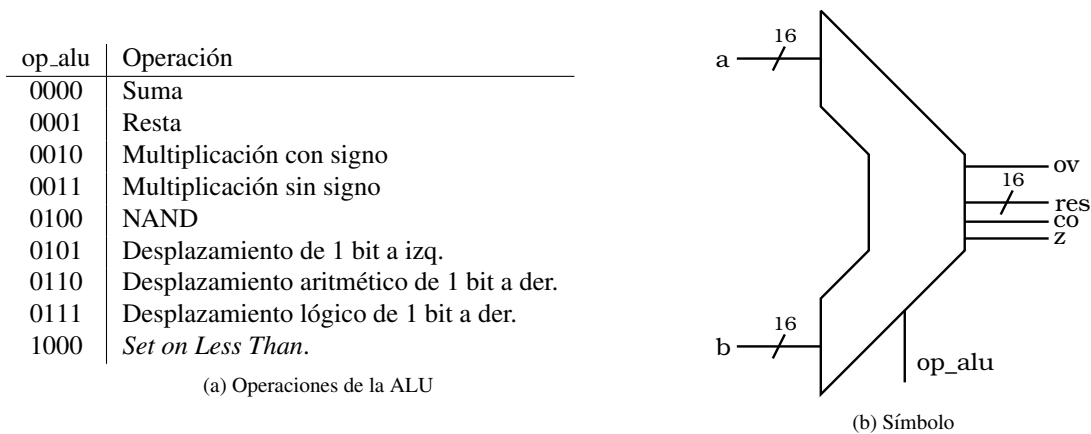 op_alu Operación
0000 Suma
0001 Resta
0010 Multiplicación con signo
0011 Multiplicación sin signo
0100 NAND
0101 Desplazamiento de 1 bit a izq.
0110 Desplazamiento aritmético de 1 bit a der.
0111 Desplazamiento lógico de 1 bit a der.
1000 Set on Less Than.
(a) Operaciones de la ALU
16
a
ov
16
res
co
z
16
b
op_alu
(b) Símbolo